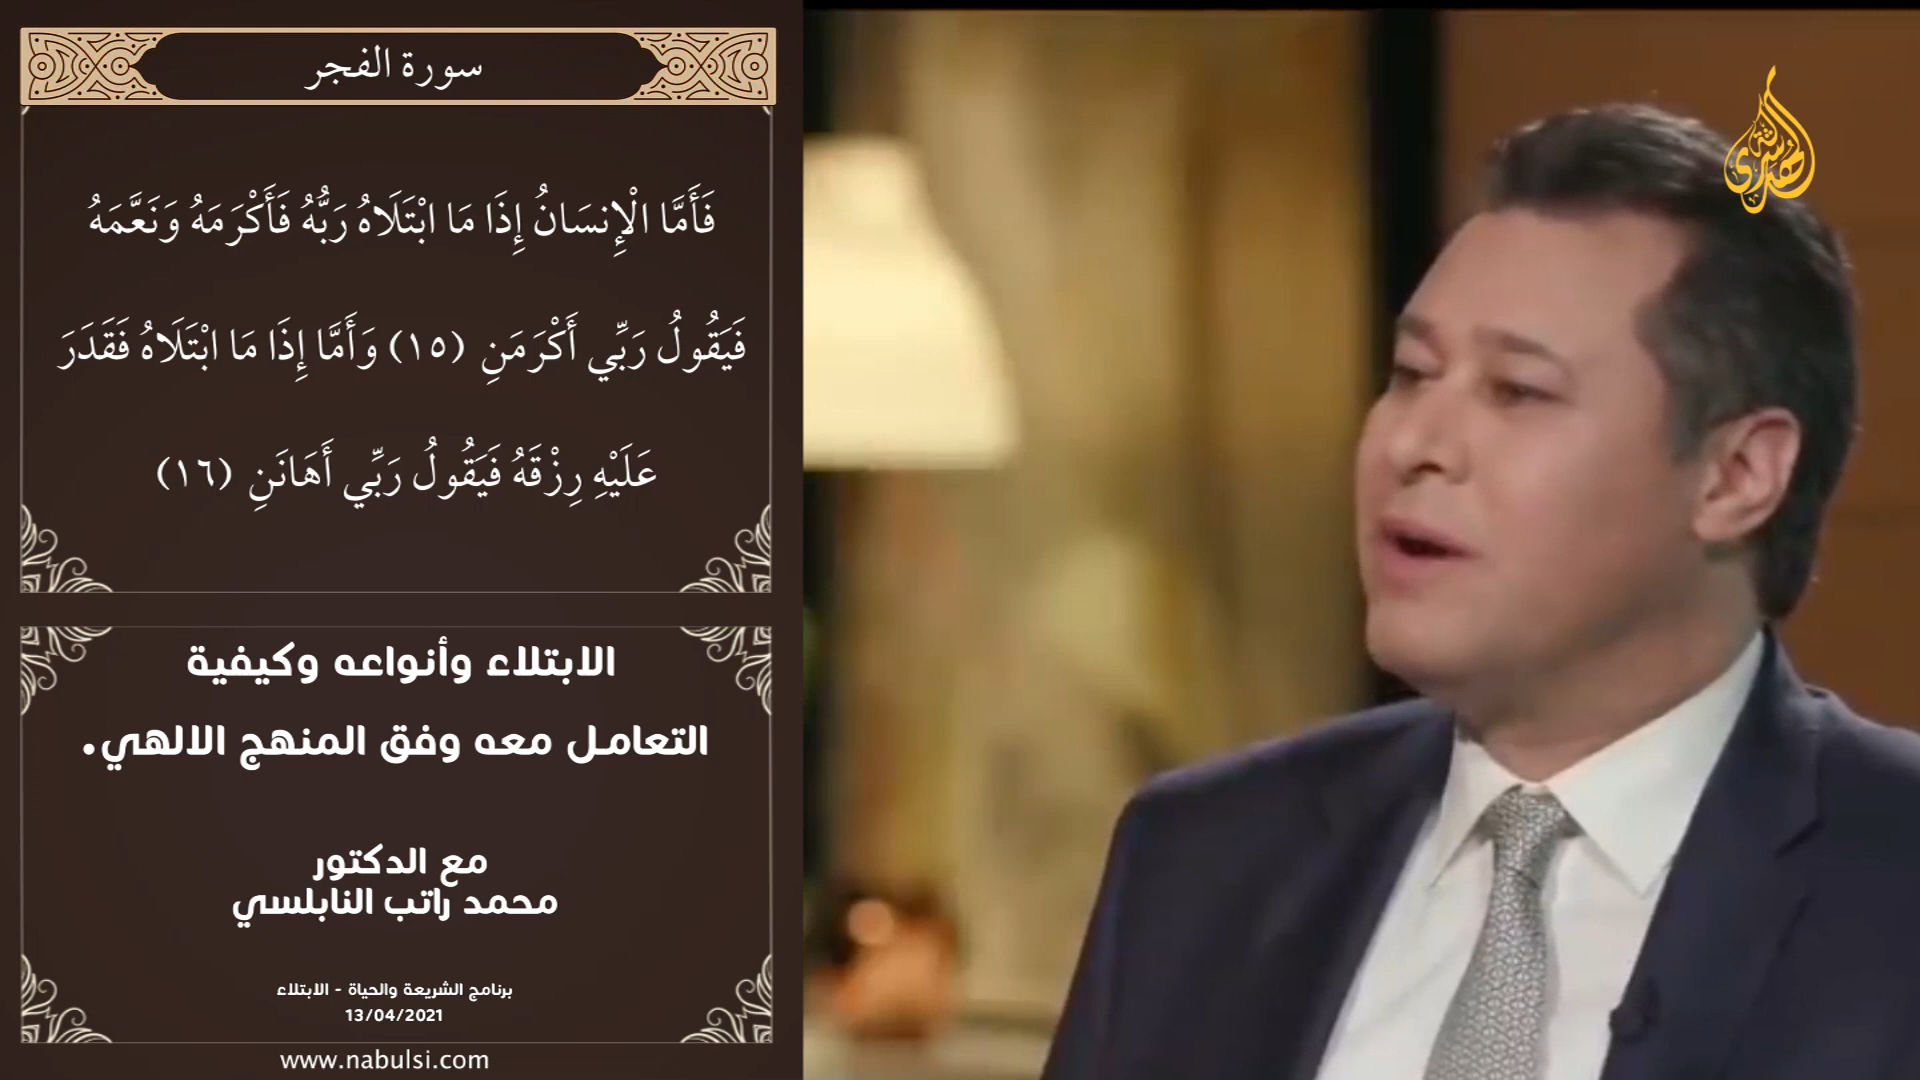 سورة الفجر
فَأَمَّا الْإِنسَانُ إِذَا مَا ابْتَلَاهُ رَبُّهُ فَأَكْرَمَهُ وَنَعَّمَهُ
فَيَقُولُ رَبِّي أَكْرَمَنِ (١٥) وَأَمَّا إِذَا مَا ابْتَلَاهُ فَقَدَرَ
عَلَيْهِ رِزْقَهُ فَيَقُولُ رَبِّي أَهَانَنِ (١٦)
الابتلاء وأنواعه وكيفية
التعامل معه وفق المنهج الالهي.
مع الدكتور
محمد راتب النابلسي
برنامج الشريعة والحياة - الابتلاء
13/04/2021
www.nabulsi.com